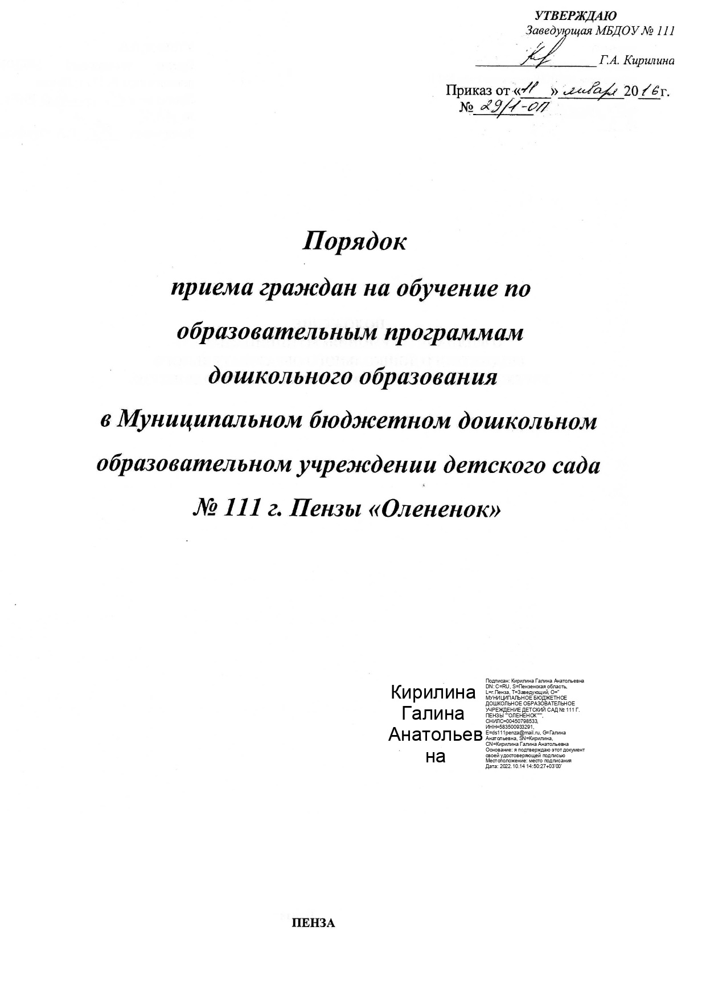 УТВЕРЖДАЮ
Заведующая МБДОУ № 111
Г.А. Кирилина
Приказ от «11» января 2016 г.
№ 29/1-ОП
Порядок
приема граждан на обучение по
образовательным программам
дошкольного образования
в Муниципальном бюджетном дошкольном
образовательном учреждении детского сада
№ 111 г. Пензы «Олененок»
Кирилина
Галина
Анатольев
на
Подписан: Кирилина Галина Анатольевна
DN: C=RU, S=Пензенская область,
L=г.Пенза, T=Заведующий, O="
МУНИЦИПАЛЬНОЕ БЮДЖЕТНОЕ
ДОШКОЛЬНОЕ ОБРАЗОВАТЕЛЬНОЕ
УЧРЕЖДЕНИЕ ДЕТСКИЙ САД № 111 Г.
ПЕНЗЫ ""ОЛЕНЕНОК""",
СНИЛС=00450798533,
ИНН=583500933291,
E=ds111penza@mail.ru, G=Галина
Анатольевна, SN=Кирилина,
CN=Кирилина Галина Анатольевна
Основание: я подтверждаю этот документ
своей удостоверяющей подписью
Местоположение: место подписания
Дата: 2022.10.14 14:50:27+03'00'
ПЕНЗА